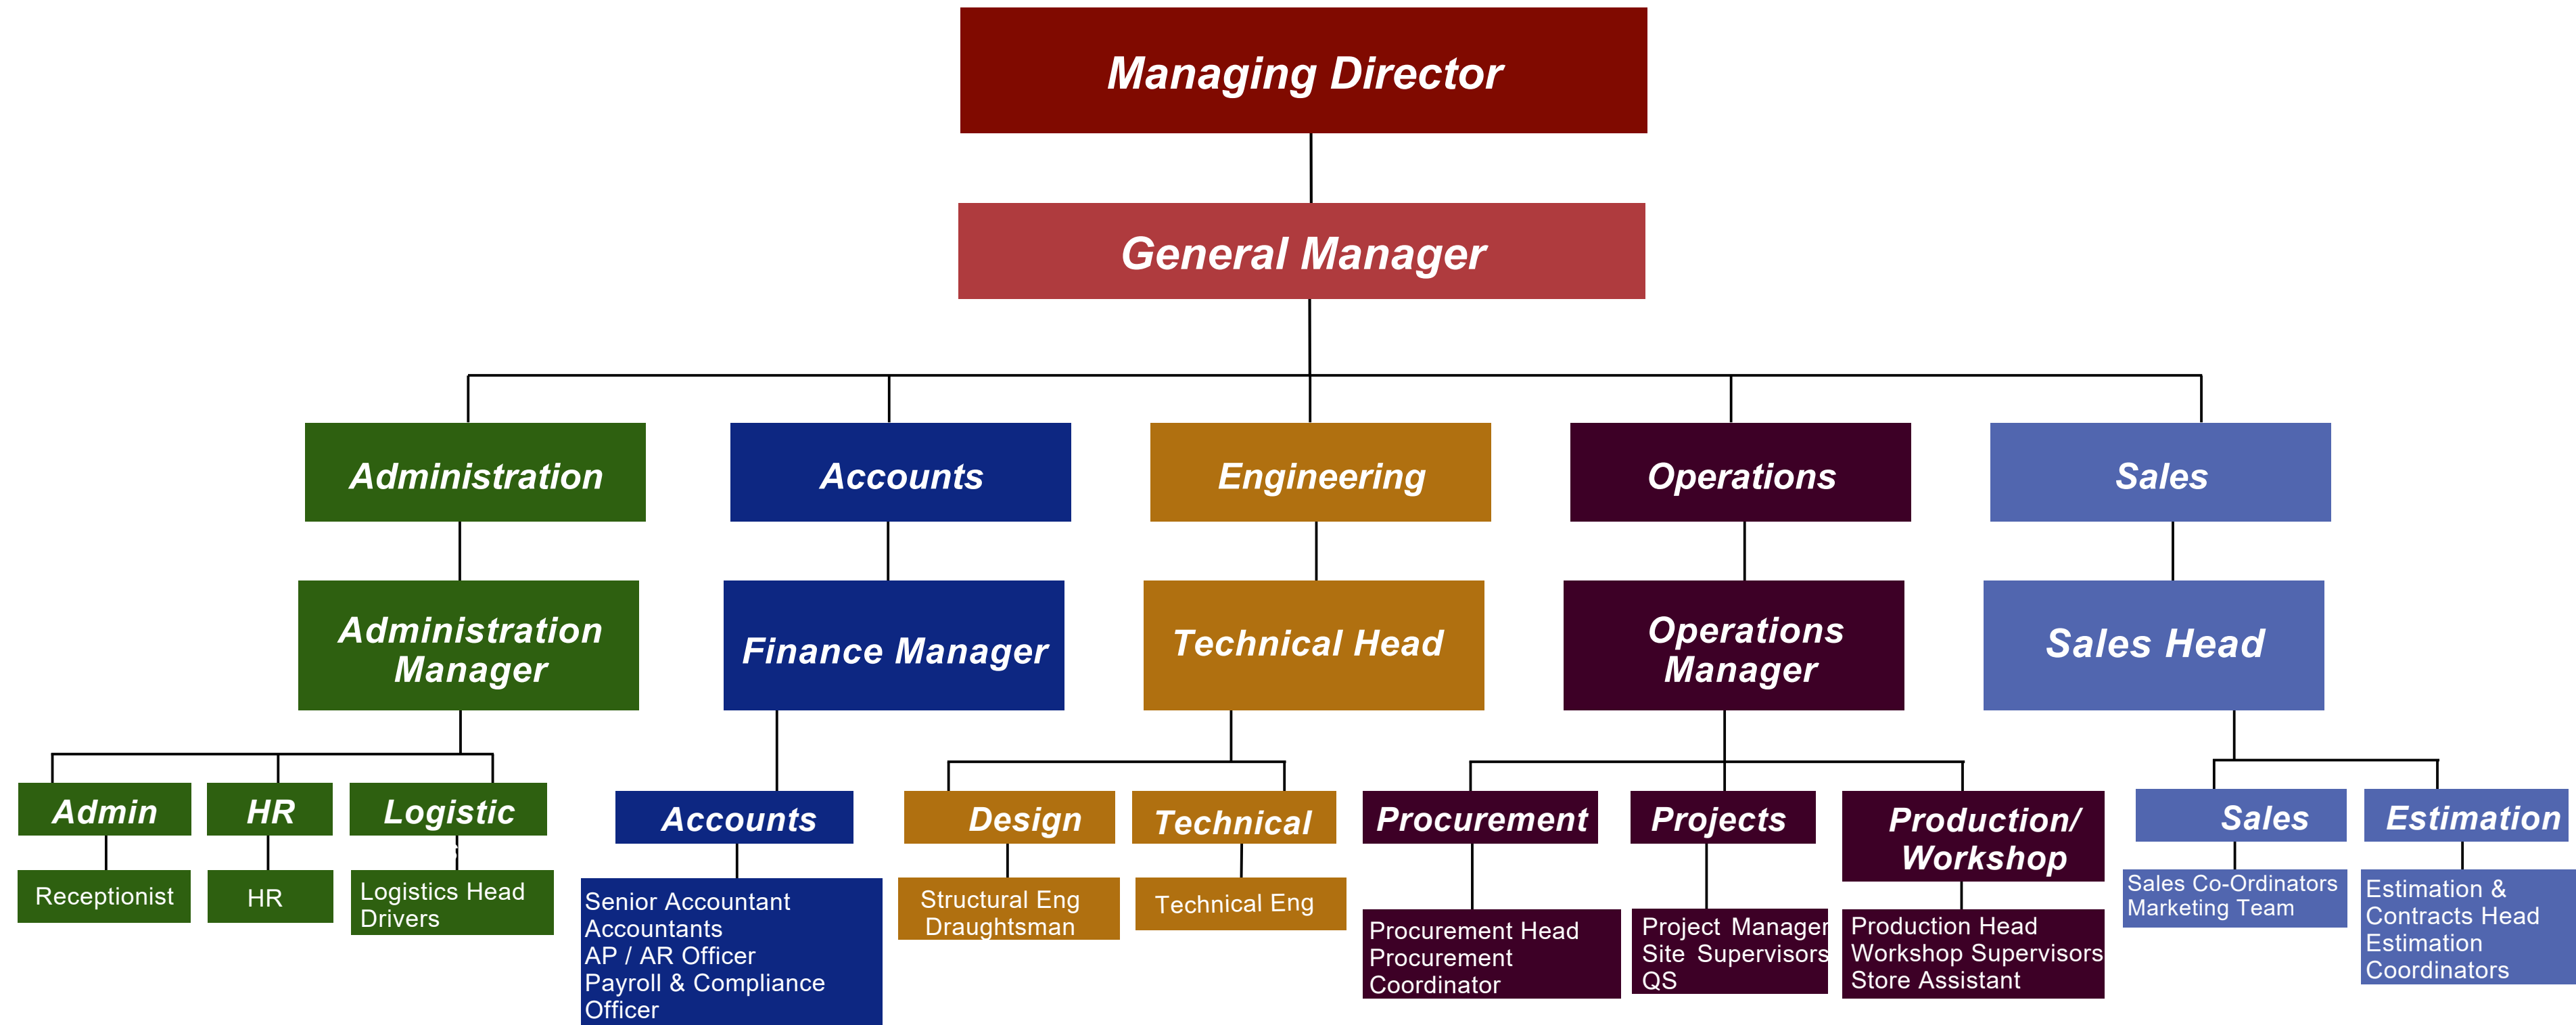 Managing Director
General Manager
Administration
Accounts
Engineering
Operations
Sales
Administration
Manager
Finance Manager
Technical Head
Operations
Manager
Sales Head
Admin
HR
Logistic
Accounts
Design
Technical
Procurement
Projects
Production/
Workshop
Sales
Estimation
Receptionist
HR
Logistics Head
Drivers
Senior Accountant
Accountants
AP / AR Officer
Payroll & Compliance
Officer
Structural Eng
Draughtsman
Technical Eng
Procurement Head
Procurement
Coordinator
Project Manager
Site Supervisors
QS
Production Head
Workshop Supervisors
Store Assistant
Sales Co-Ordinators
Marketing Team
Estimation &
Contracts Head
Estimation
Coordinators